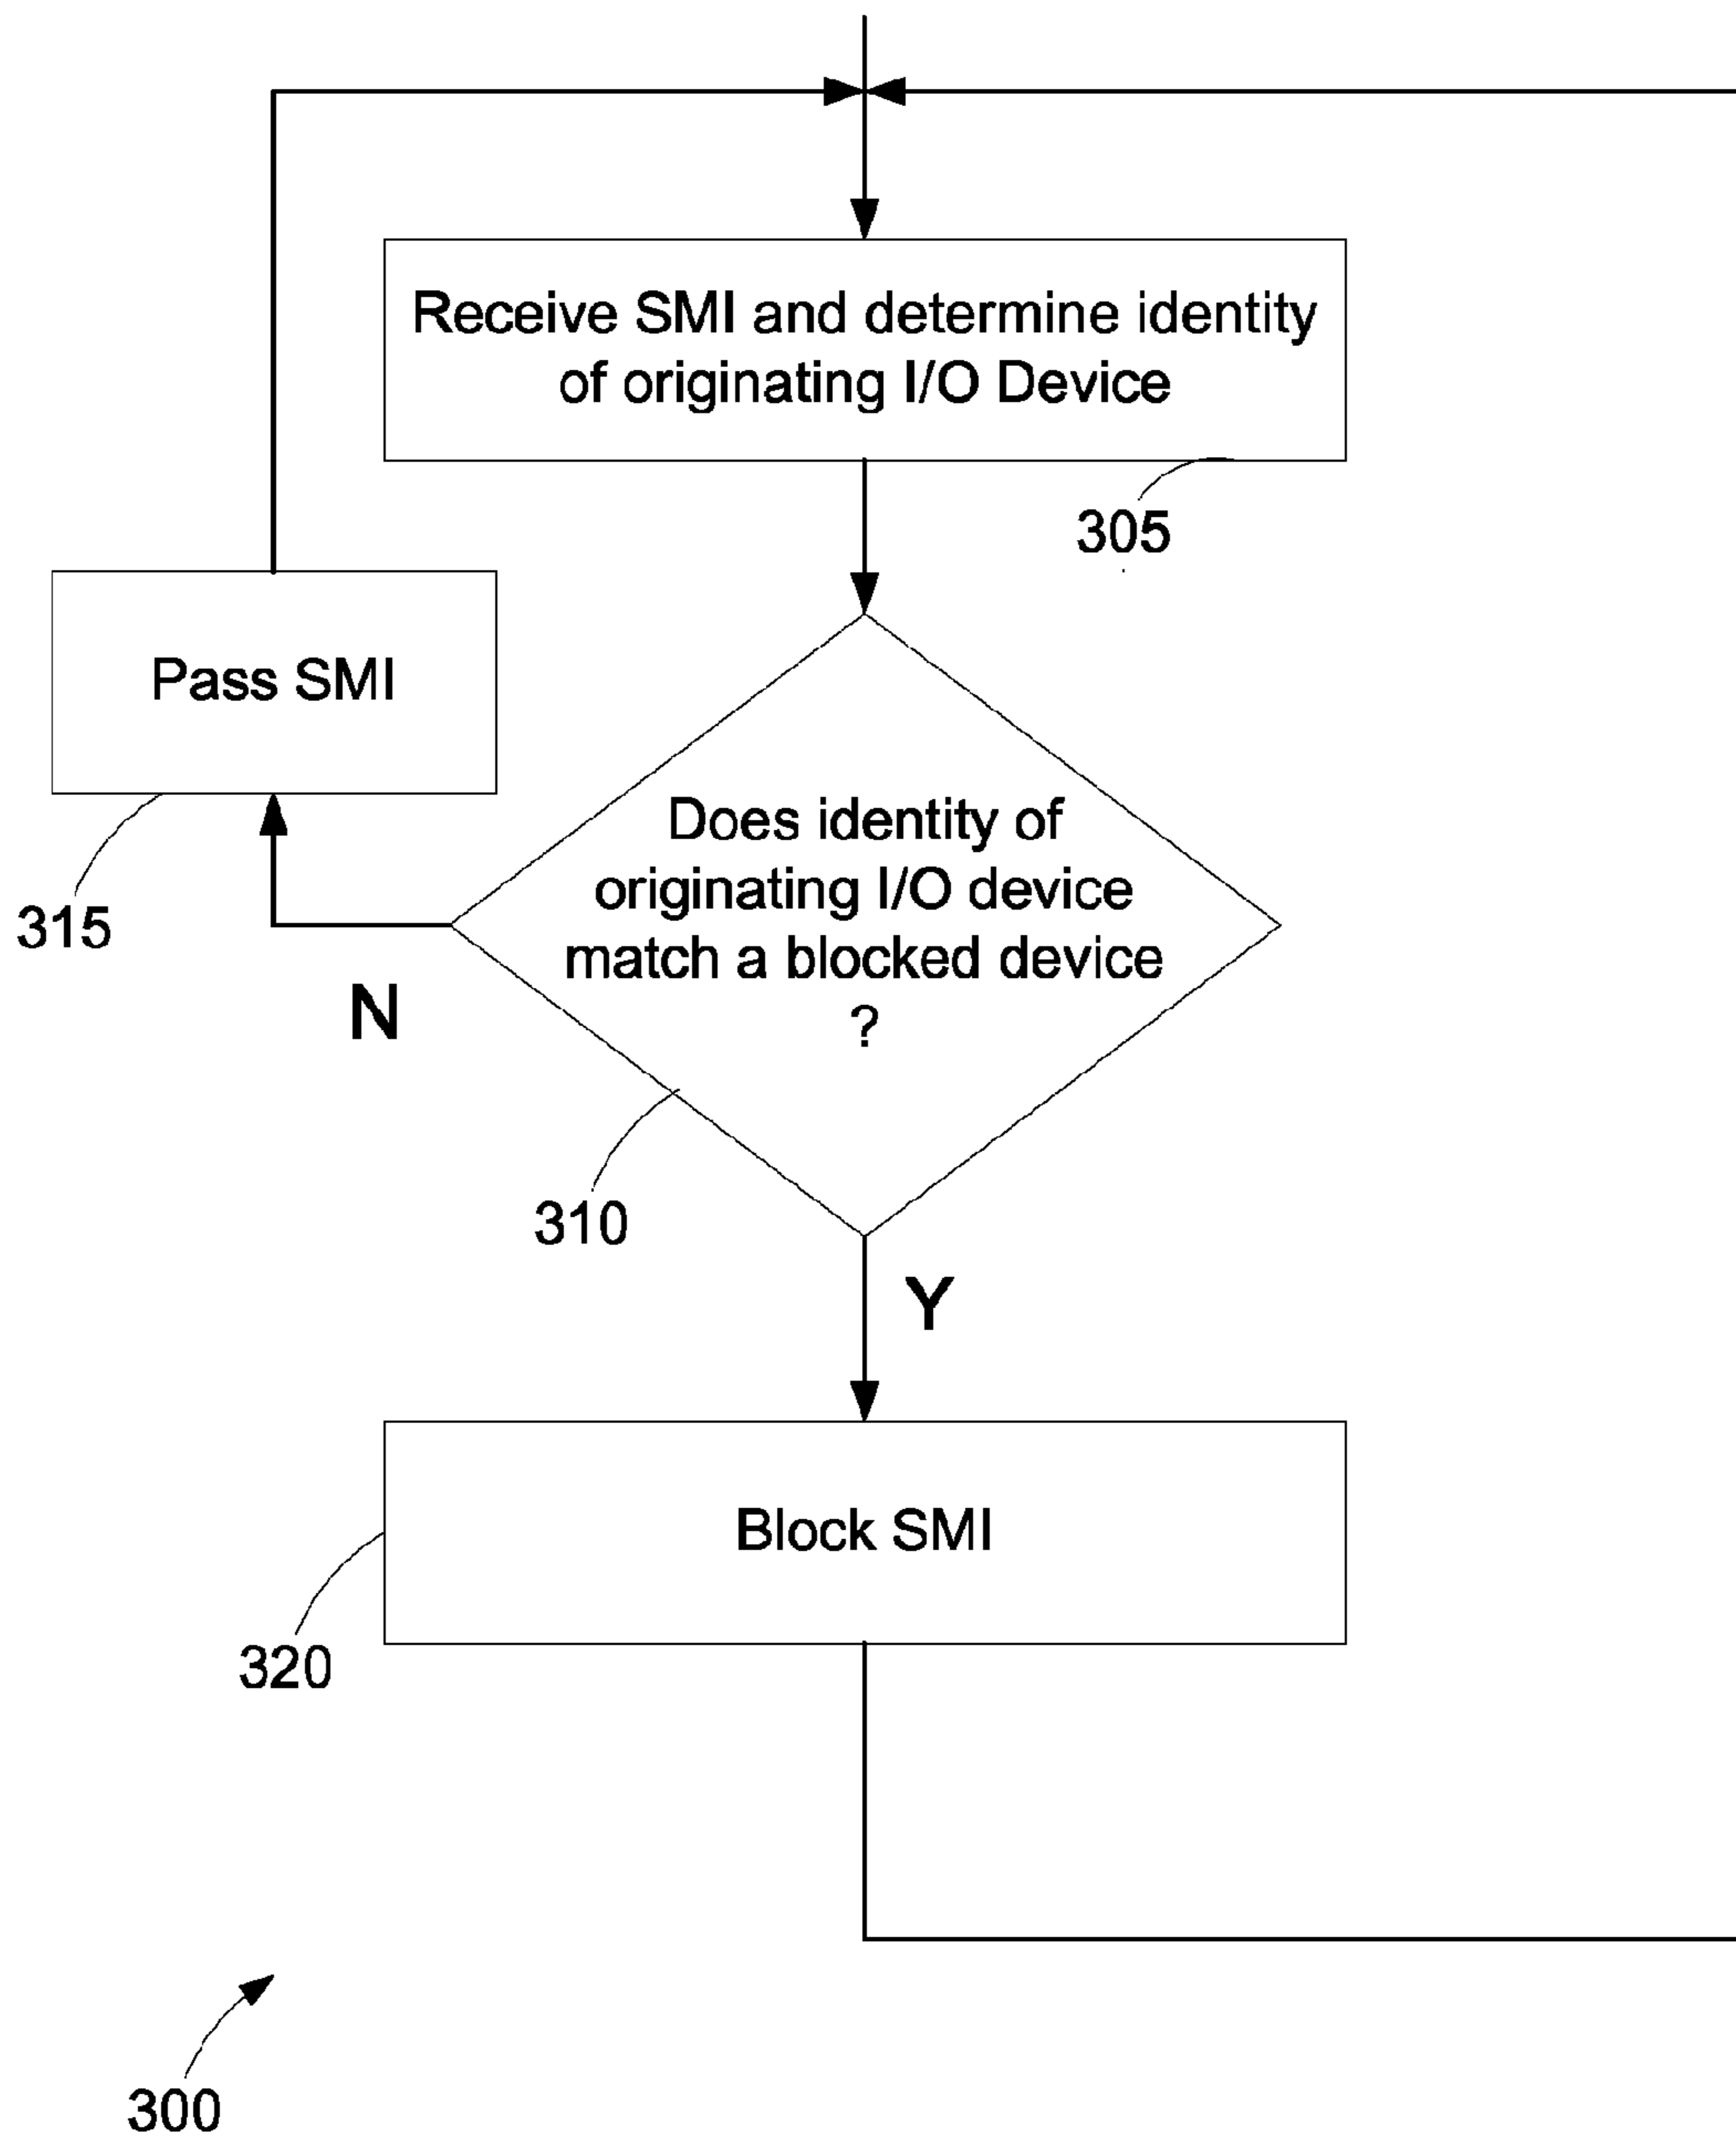 Receive SMI and determine identity
of originating I/O Device
305
Pass SMI
315
Does identity of
originating I/O device
match a blocked device
?
N
310
Y
Block SMI
320
300